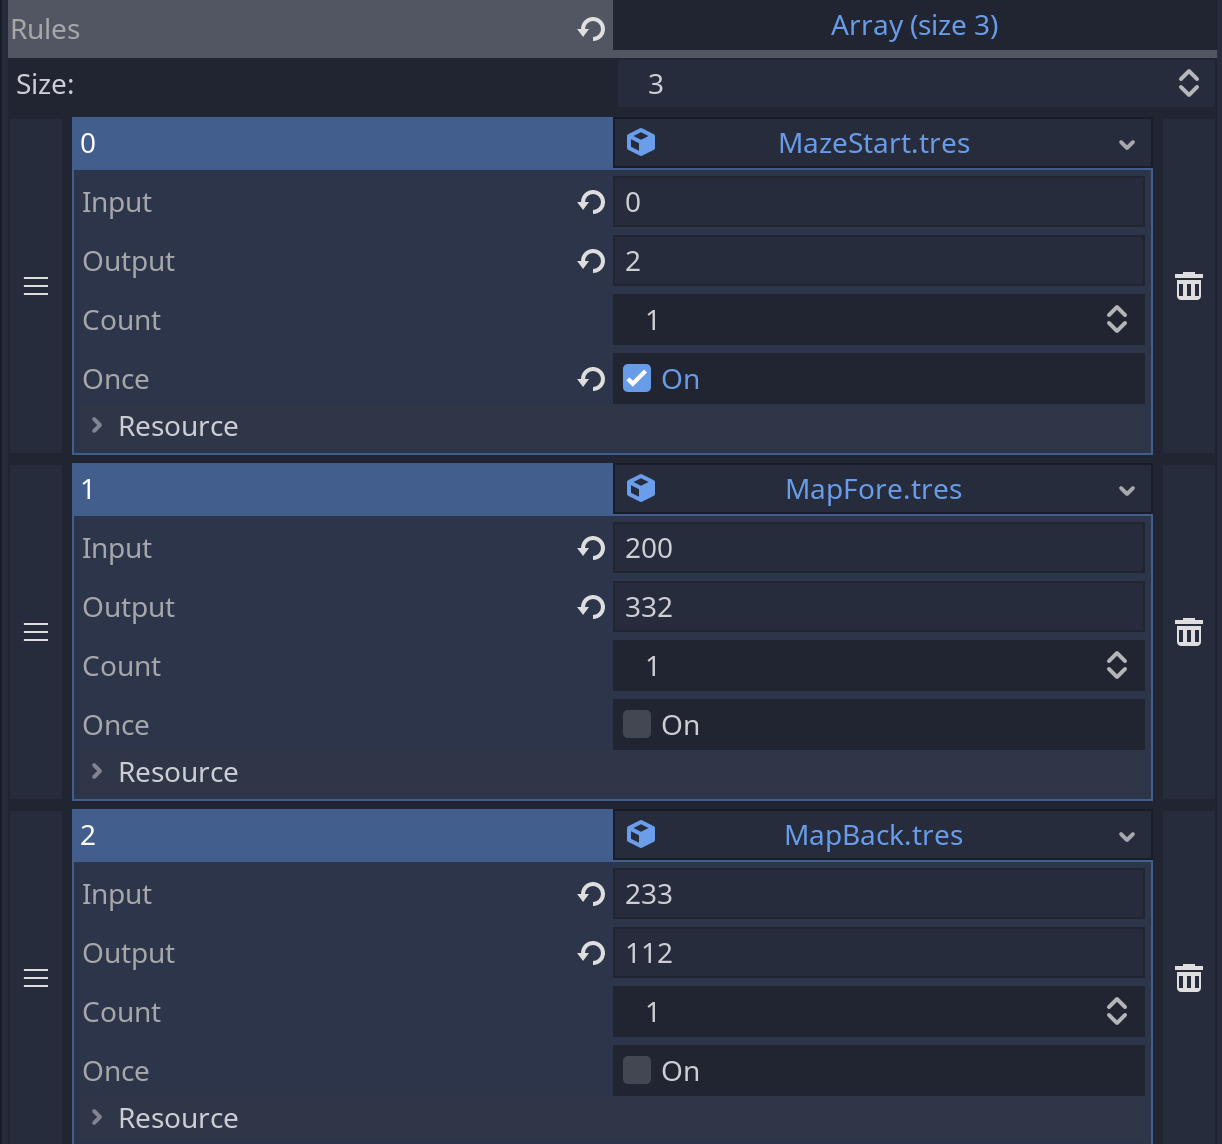 Rules Array (size 3)
Size: 3
0 MazeStart.tres
Input 0
Output 2
Count 1
Once On
Resource
1 MapFore.tres
Input 200
Output 332
Count 1
Once On
Resource
2 MapBack.tres
Input 233
Output 112
Count 1
Once On
Resource